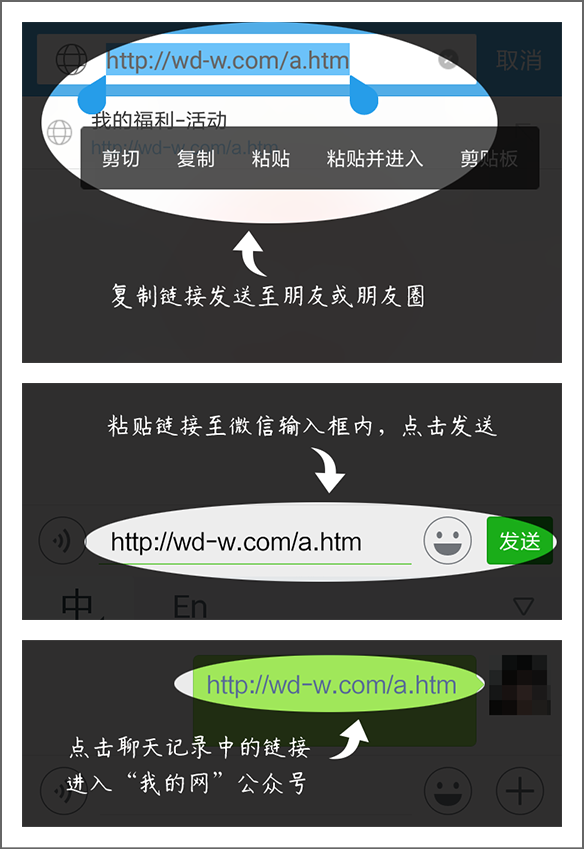 http://wd-w.com/a.htm 取消
我的福利-活动
http://wd-w.com/a.htm
剪切 复制 粘贴 粘贴并进入 剪贴板
复制链接发送至朋友或朋友圈
粘贴链接至微信输入框内，点击发送
http://wd-w.com/a.htm 发送
中 En
http://wd-w.com/a.htm
点击聊天记录中的链接
进入“我的网”公众号